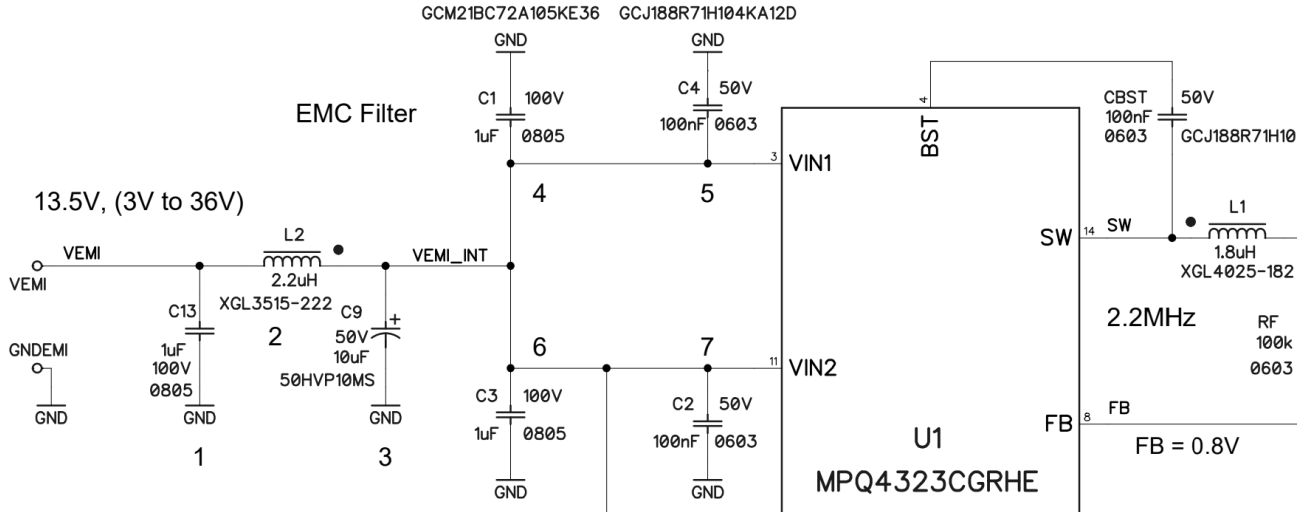 GCM21BC72A105KE36 GCJ188R71H104KA12D
GND GND
EMC Filter
C1 100V
1uF 0805
C4 50V
100nF 0603
4
BST
CBST 50V
100nF
0603 GCJ188R71H10
3 VIN1
4 5
13.5V, (3V to 36V)
VEMI
VEMI
L2
2.2uH
XGL3515-222
VEMI_INT
SW 14 SW
L1
1.8uH
XGL4025-182
C13
1uF
100V
0805
GND
2
C9
+
50V
10uF
50HVP10MS
GND
GNDEMI
GND
1 3
6 7
11 VIN2
C3 100V
1uF 0805
GND
C2 50V
100nF 0603
GND
2.2MHz
RF
100k
0603
FB 8 FB
FB = 0.8V
U1
MPQ4323CGRHE